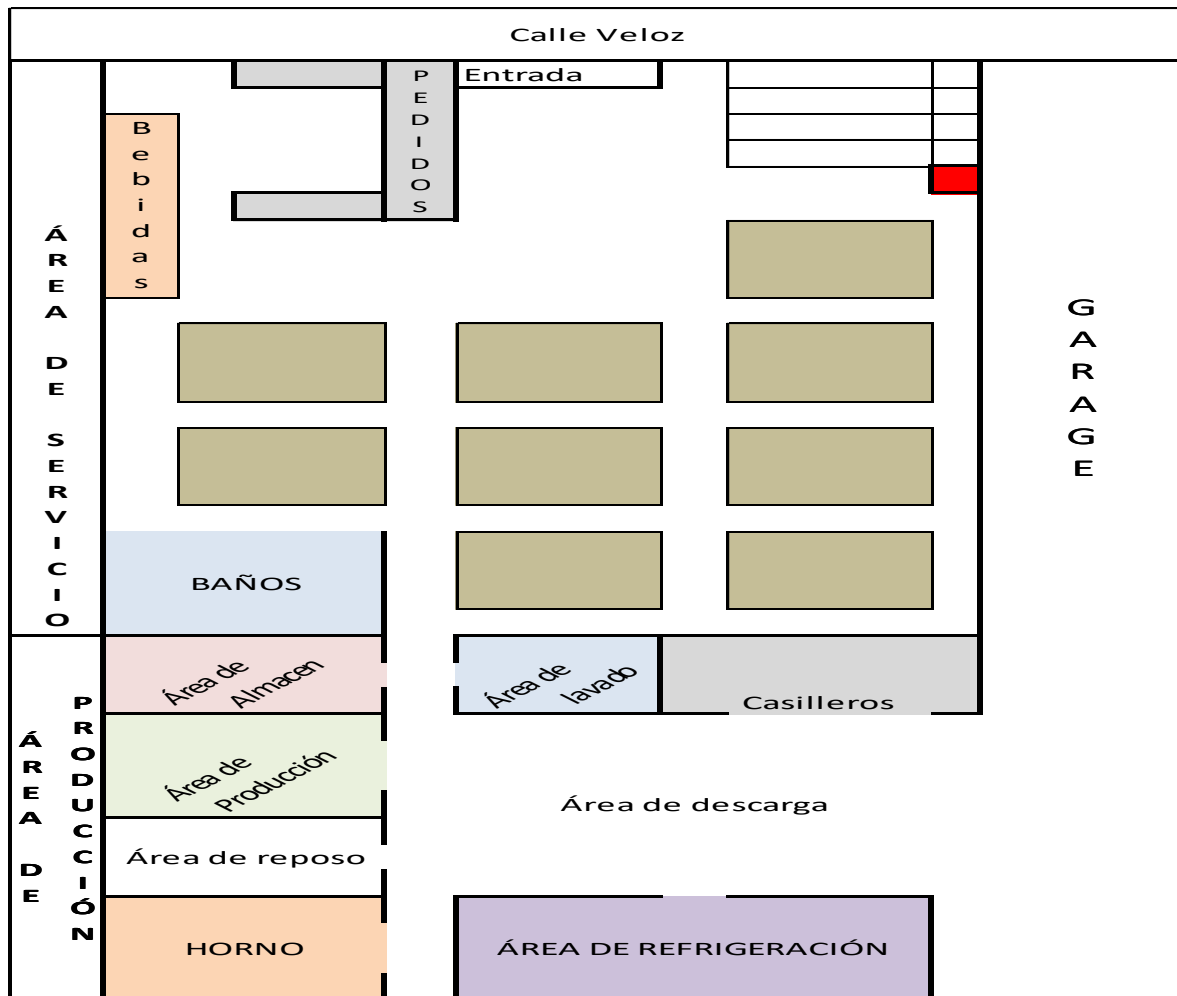 Calle Veloz
Entrada
PEDIDOS
Bebidas
ÁREA DE SERVICIO
GARAGE
BAÑOS
Área de
Almacen
Área de
lavado
Casilleros
ÁREA DE
PRODUCCIÓN
Área de
Producción
Área de descarga
Área de reposo
HORNO
ÁREA DE REFRIGERACIÓN